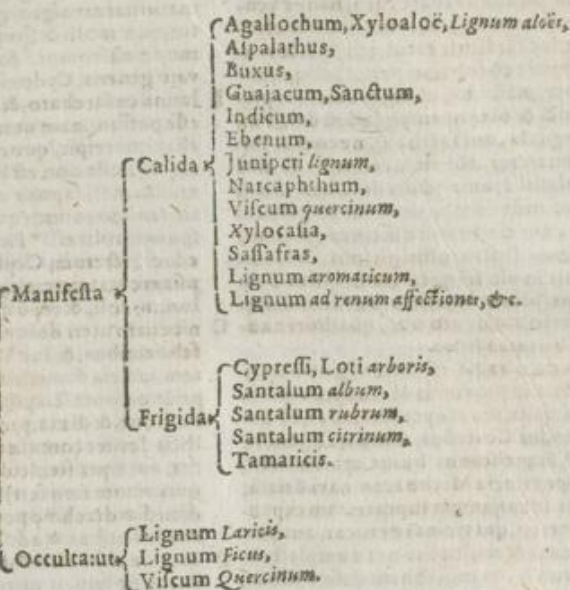 Agallochum, Xyloaloë, Lignum aloës,
Aspalathus,
Buxus,
Guajacum, Sanctum,
Indicum,
Ebenum,
Calida
Juniperi lignum,
Narcaphthum,
Viscum quercinum,
Xylocasia,
Sassafras,
Lignum aromaticum,
Manifesta
Lignum ad renum affectiones, &c.
Cypressi, Loti arboris,
Santalum album,
Frigida
Santalum rubrum,
Santalum citrinum,
Tamaricis.
Lignum Laricis,
Occulta: ut
Lignum Ficus,
Viscum Quercinum.